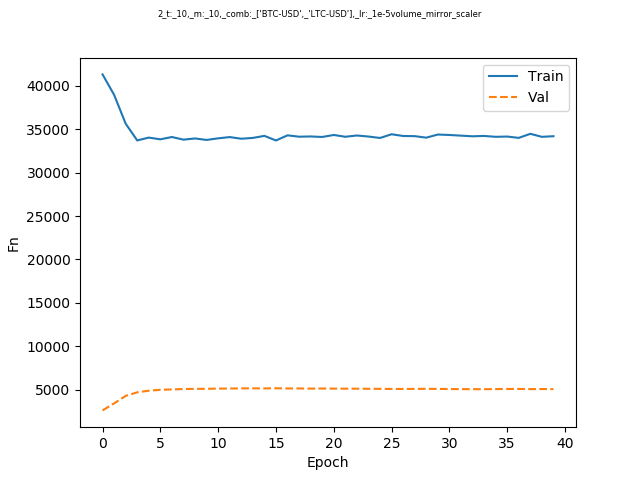 2_t:_10,_m:_10,_comb:_['BTC-USD',_'LTC-USD'],_lr:_1e-5volume_mirror_scaler
Train
Val
40000
35000
30000
25000
20000
15000
10000
5000
Fn
0 5 10 15 20 25 30 35 40
Epoch